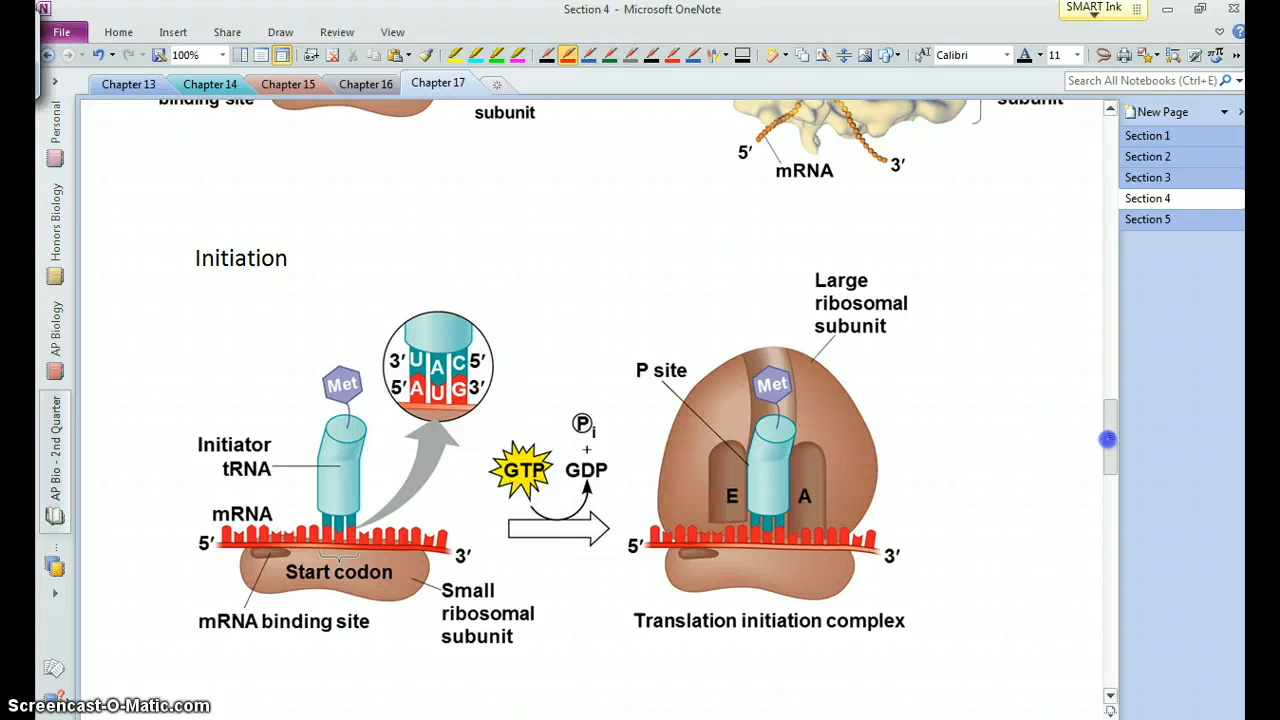 Section 4 - Microsoft OneNote
SMART Ink
File Home Insert Share Draw Review View
100%
Calibri
11
Chapter 13
Chapter 14
Chapter 15
Chapter 16
Chapter 17
Search All Notebooks (Ctrl+E)
New Page
Section 1
Section 2
Section 3
Section 4
Section 5
Personal
Honors Biology
AP Biology
AP Bio – 2nd Quarter
binding site
subunit
subunit
5′
mRNA
3′
Initiation
Large
ribosomal
subunit
3′ U A C 5′
5′ A U G 3′
P site
Met
Met
Pi
+
GTP
GDP
Initiator
tRNA
E
A
mRNA
5′
3′
5′
3′
Start codon
Small
ribosomal
subunit
mRNA binding site
Translation initiation complex
Screencast-O-Matic.com